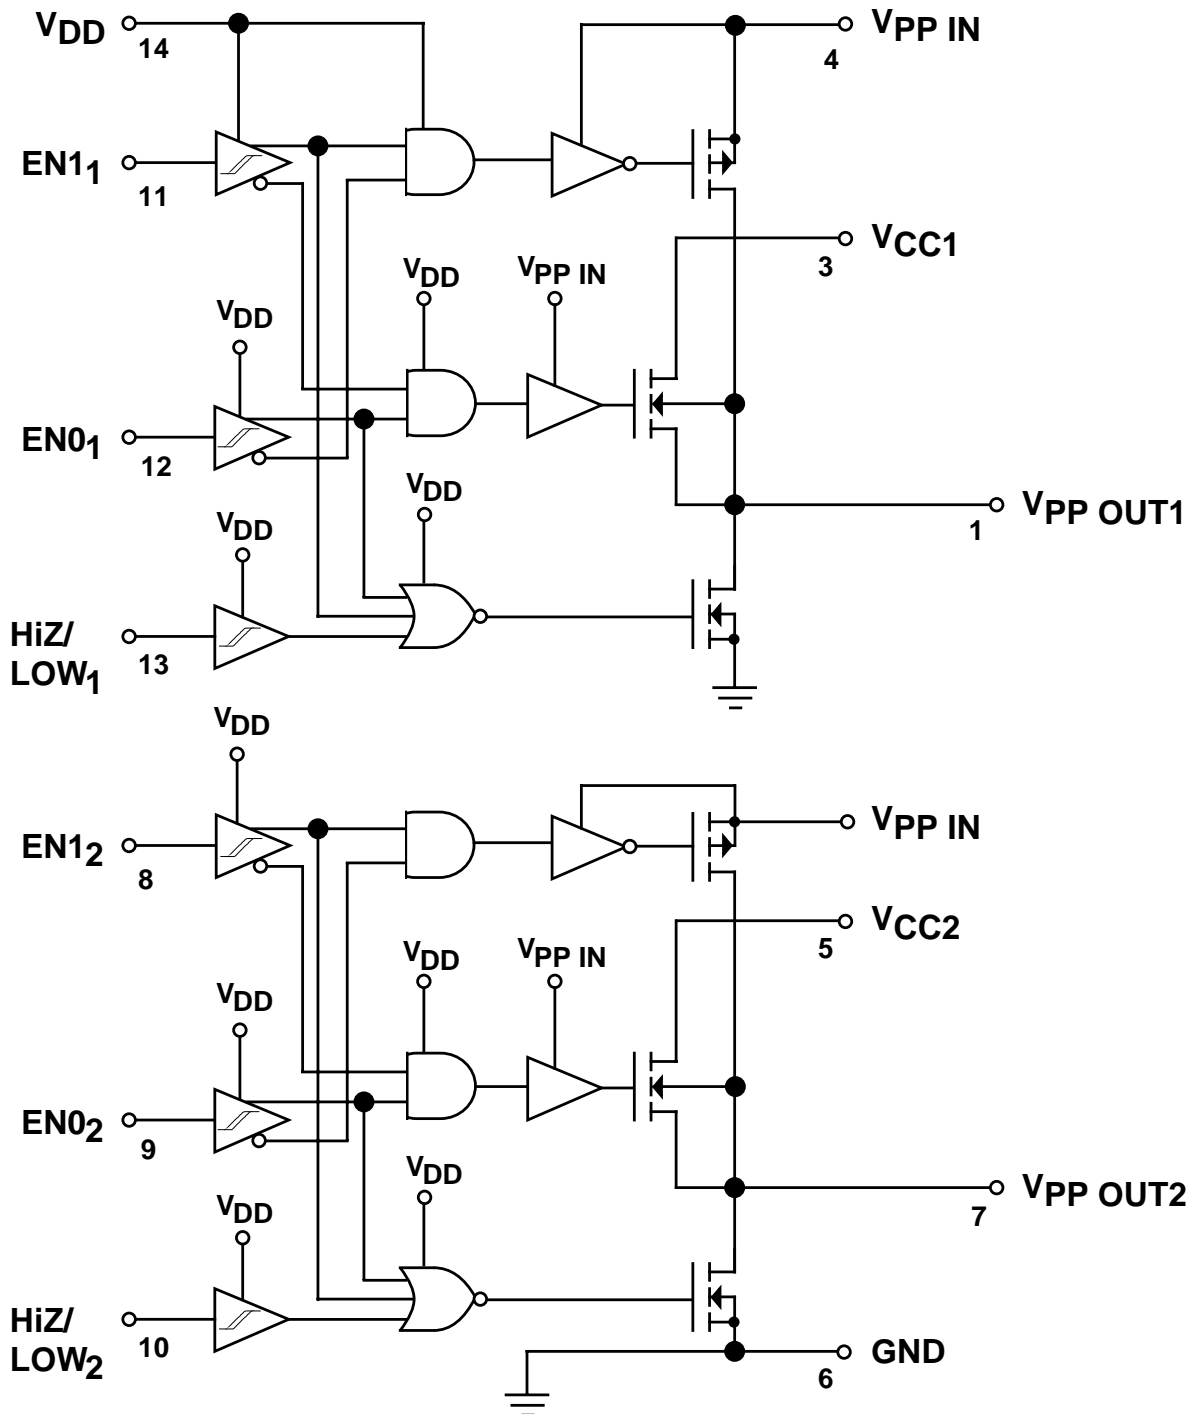 VDD
14
VPP IN
4
EN11
11
VCC1
3
VDD
VPP IN
VDD
EN01
12
VDD
VDD
VPP OUT1
1
HiZ/
LOW1
13
VDD
EN12
8
VPP IN
VCC2
5
VDD
VPP IN
VDD
EN02
9
VDD
VDD
VPP OUT2
7
HiZ/
LOW2
10
GND
6